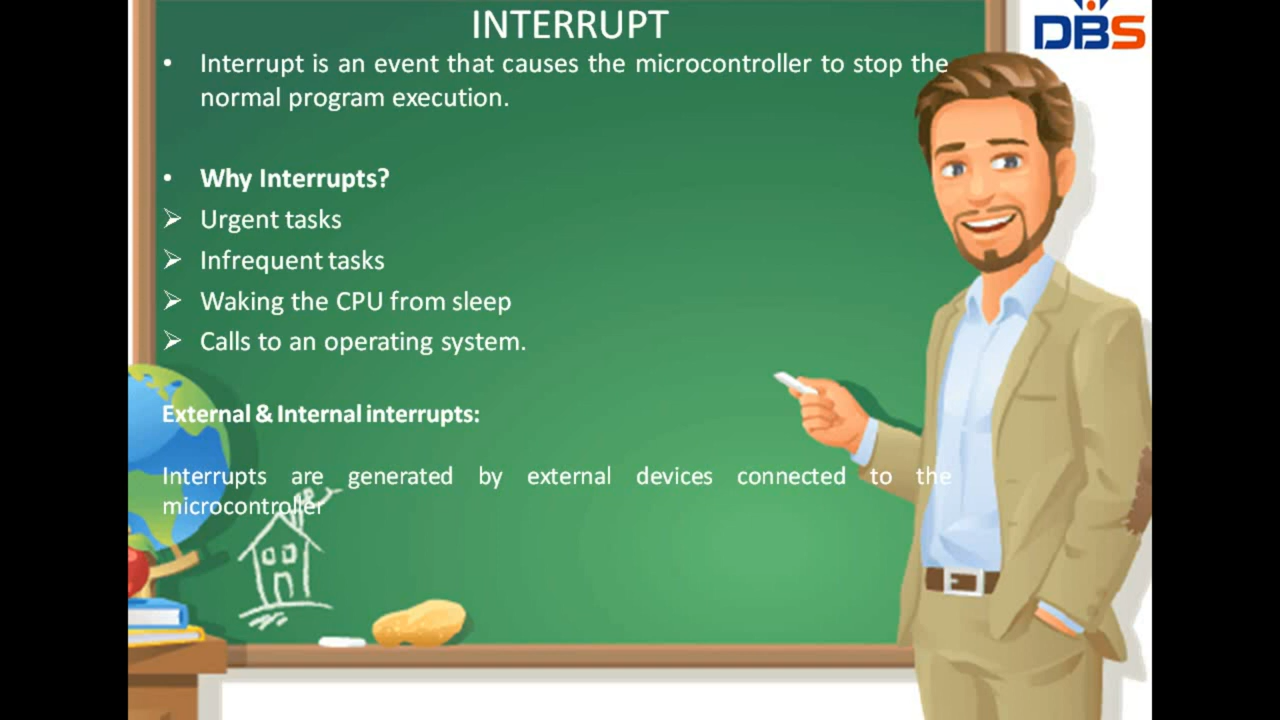 INTERRUPT
DBS
• Interrupt is an event that causes the microcontroller to stop the
normal program execution.
• Why Interrupts?
➢ Urgent tasks
➢ Infrequent tasks
➢ Waking the CPU from sleep
➢ Calls to an operating system.
External & Internal interrupts:
Interrupts are generated by external devices connected to the
microcontroller